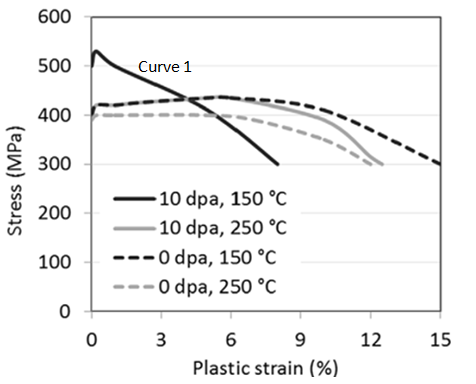 600
500
400
300
200
100
0
Stress (MPa)
Curve 1
10 dpa, 150 °C
10 dpa, 250 °C
0 dpa, 150 °C
0 dpa, 250 °C
0 3 6 9 12 15
Plastic strain (%)